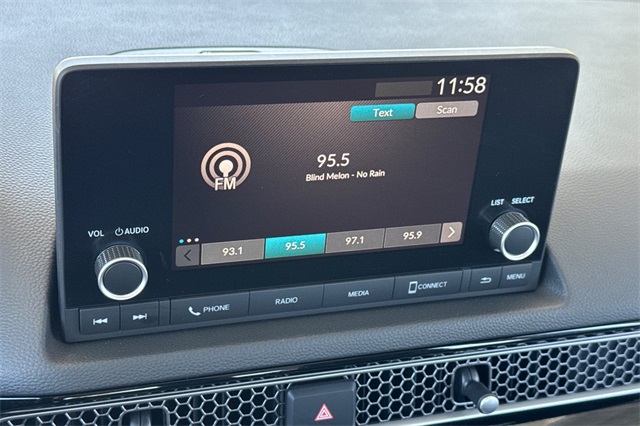 11:58
Text Scan
95.5
Blind Melon - No Rain
FM
93.1 95.5 97.1 95.9
VOL AUDIO
LIST SELECT
PHONE RADIO MEDIA CONNECT MENU